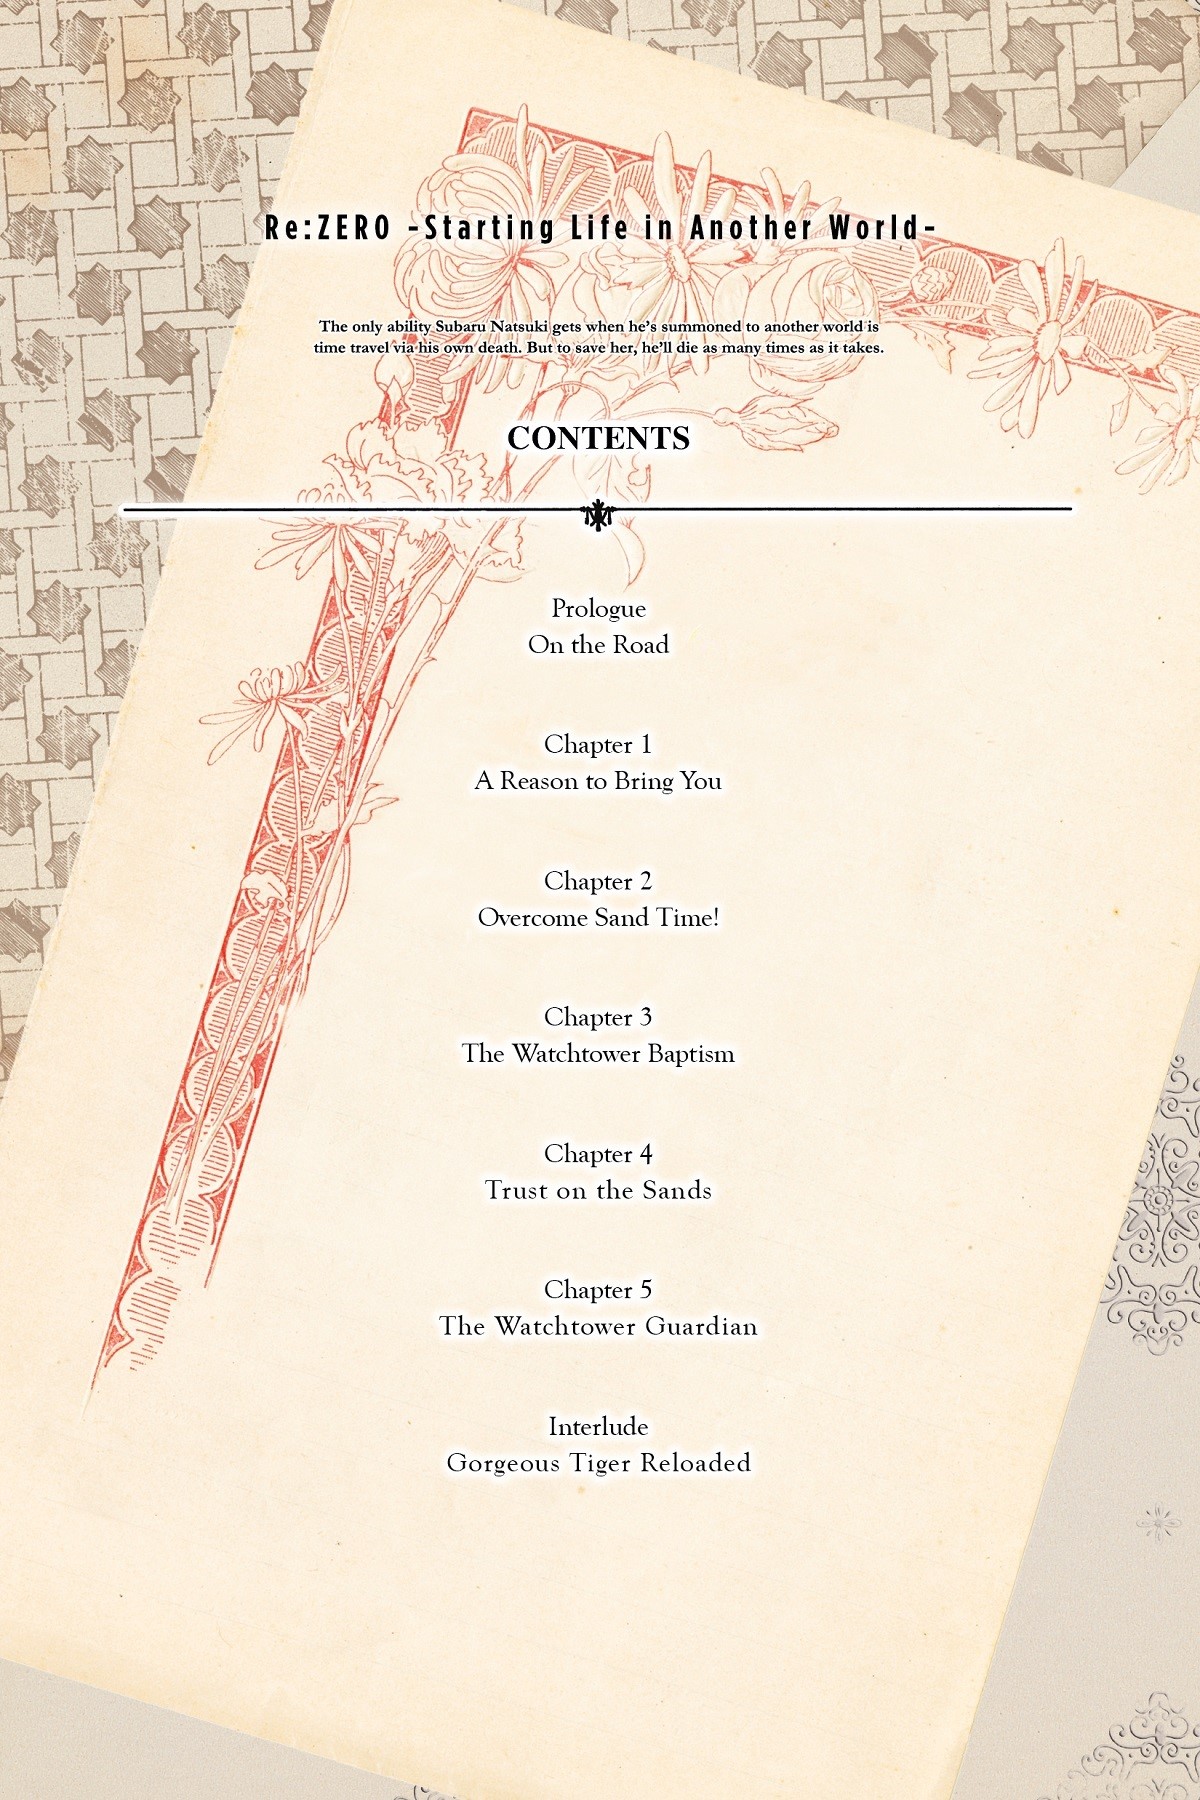 Re:ZERO -Starting Life in Another World-
The only ability Subaru Natsuki gets when he's summoned to another world is
time travel via his own death. But to save her, he'll die as many times as it takes.
CONTENTS
Prologue
On the Road
Chapter 1
A Reason to Bring You
Chapter 2
Overcome Sand Time!
Chapter 3
The Watchtower Baptism
Chapter 4
Trust on the Sands
Chapter 5
The Watchtower Guardian
Interlude
Gorgeous Tiger Reloaded